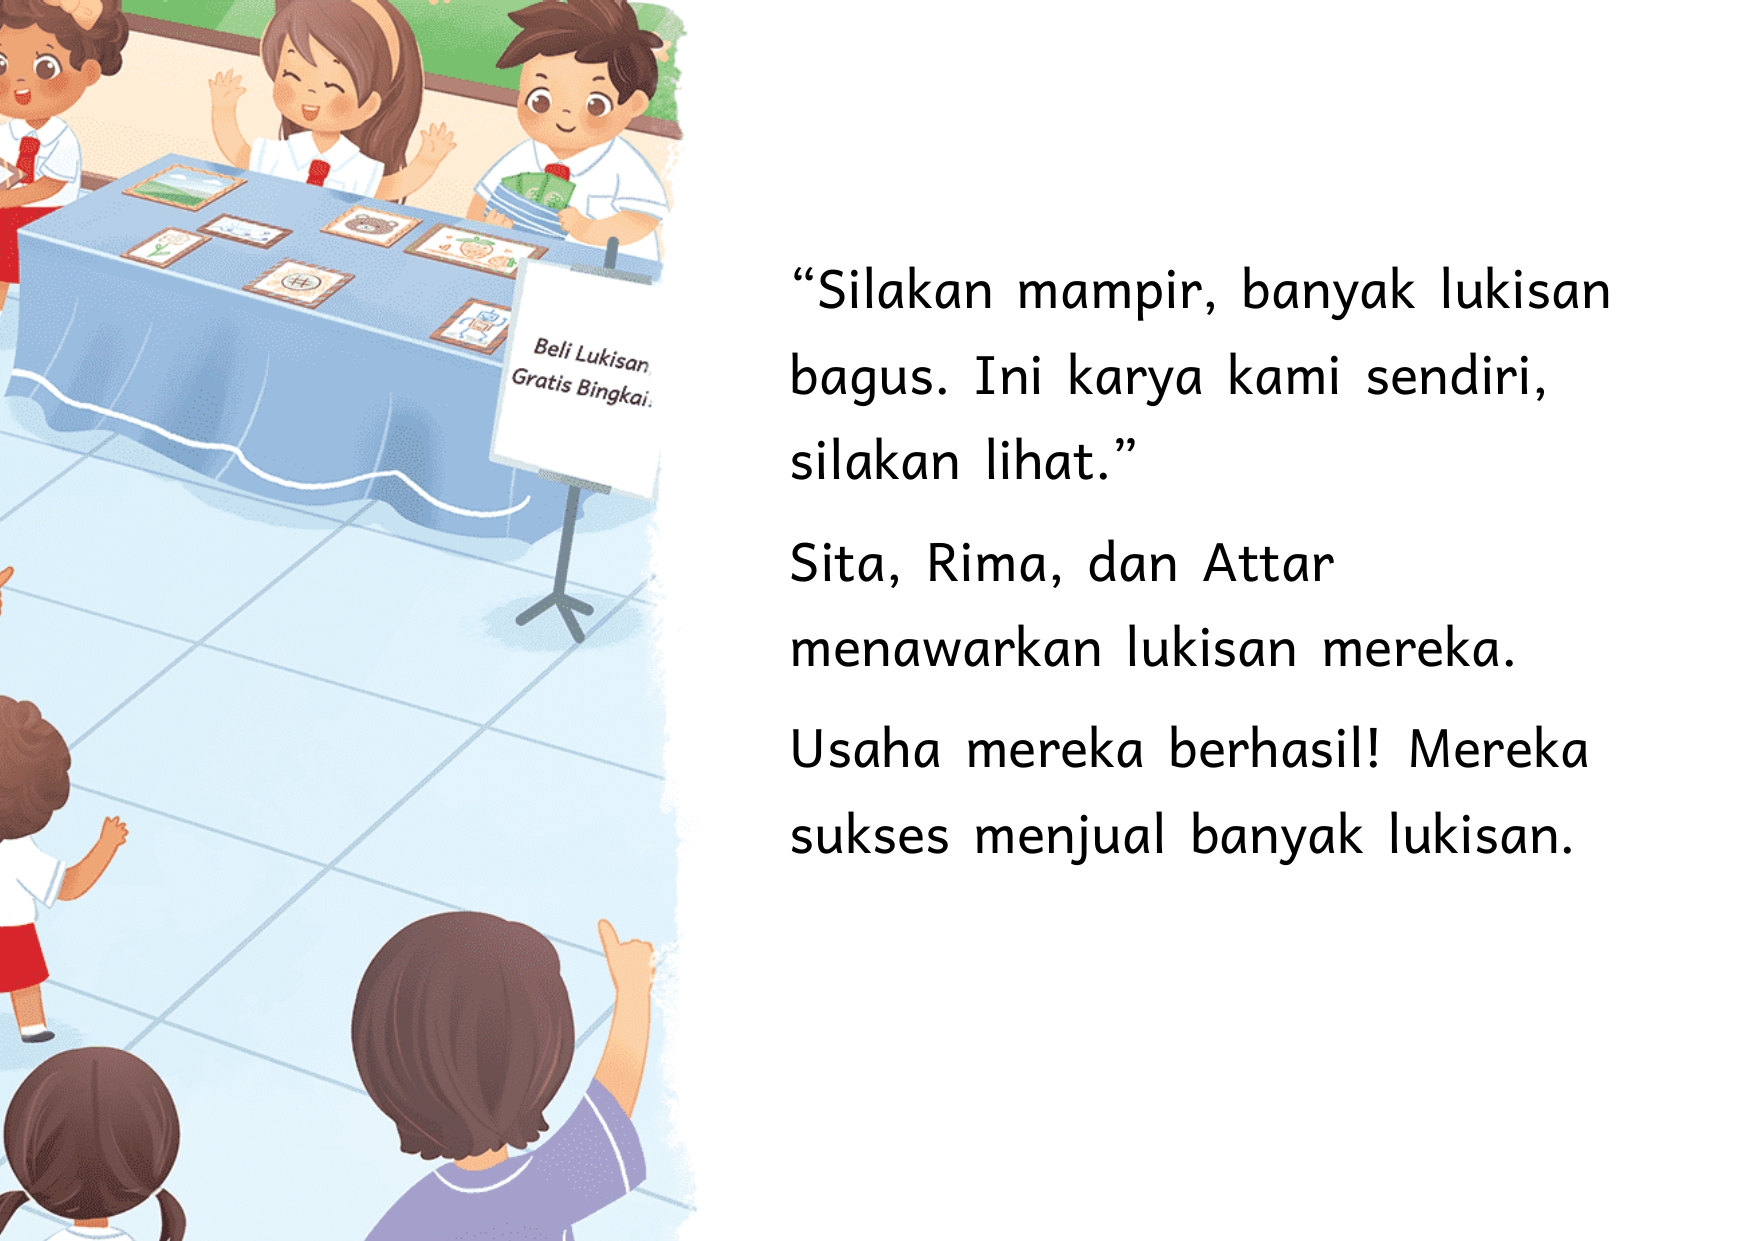 Beli Lukisan,
Gratis Bingkai.
“Silakan mampir, banyak lukisan
bagus. Ini karya kami sendiri,
silakan lihat.”
Sita, Rima, dan Attar
menawarkan lukisan mereka.
Usaha mereka berhasil! Mereka
sukses menjual banyak lukisan.